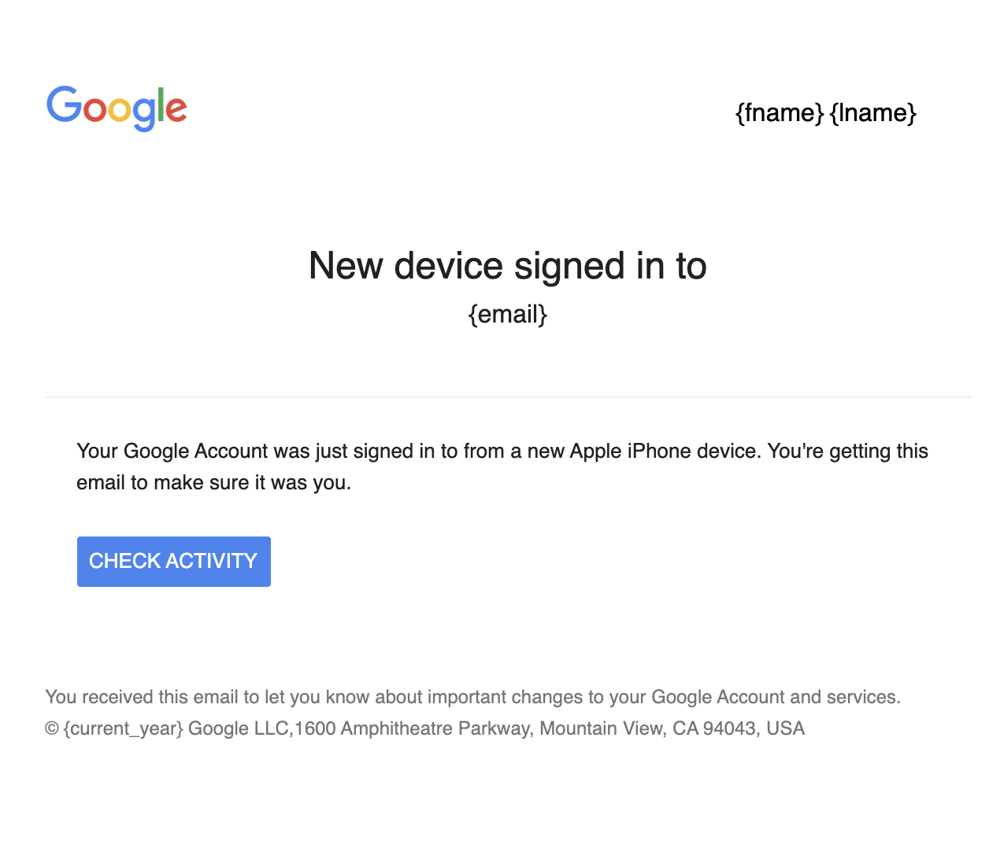 Google
{fname} {lname}
New device signed in to
{email}
Your Google Account was just signed in to from a new Apple iPhone device. You're getting this
email to make sure it was you.
CHECK ACTIVITY
You received this email to let you know about important changes to your Google Account and services.
© {current_year} Google LLC,1600 Amphitheatre Parkway, Mountain View, CA 94043, USA